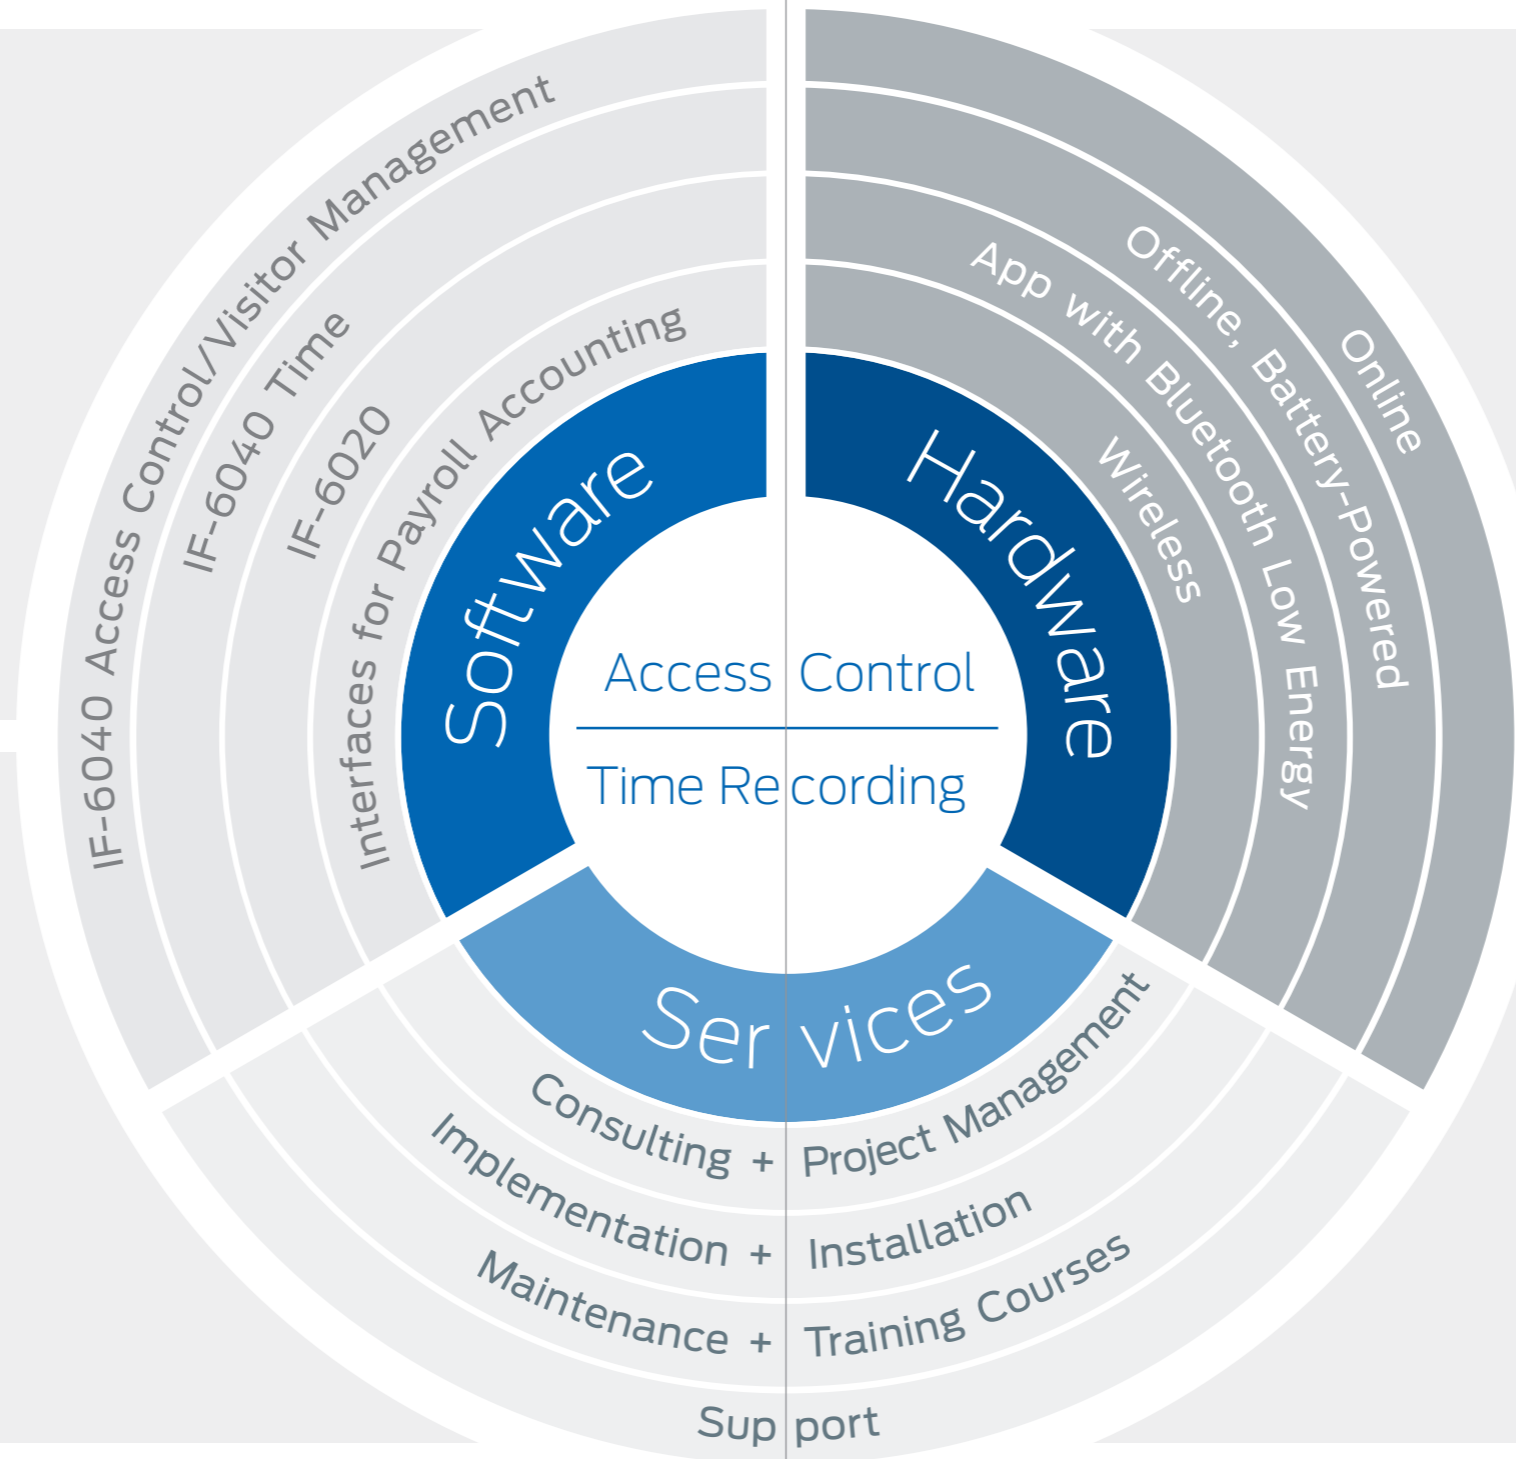 IF-6040 Access Control/Visitor Management
IF-6040 Time
IF-6020
Interfaces for Payroll Accounting
Software
Online
Offline, Battery-Powered
App with Bluetooth Low Energy
Wireless
Hardware
Access Control
Time Recording
Services
Consulting + Project Management
Implementation + Installation
Maintenance + Training Courses
Support